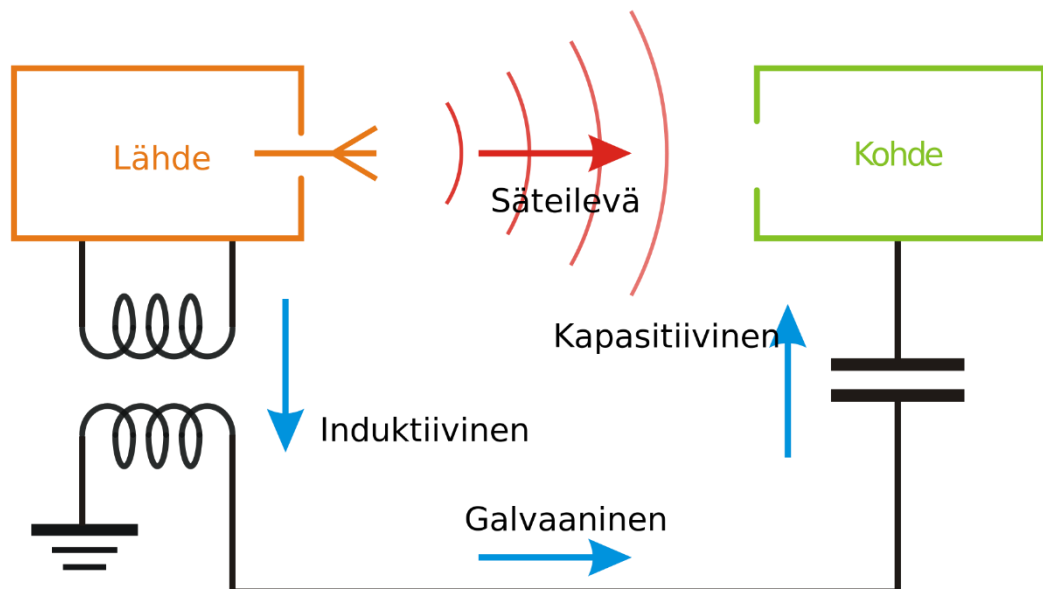 Lähde
Kohde
Säteilevä
Kapasitiivinen
Induktiivinen
Galvaaninen